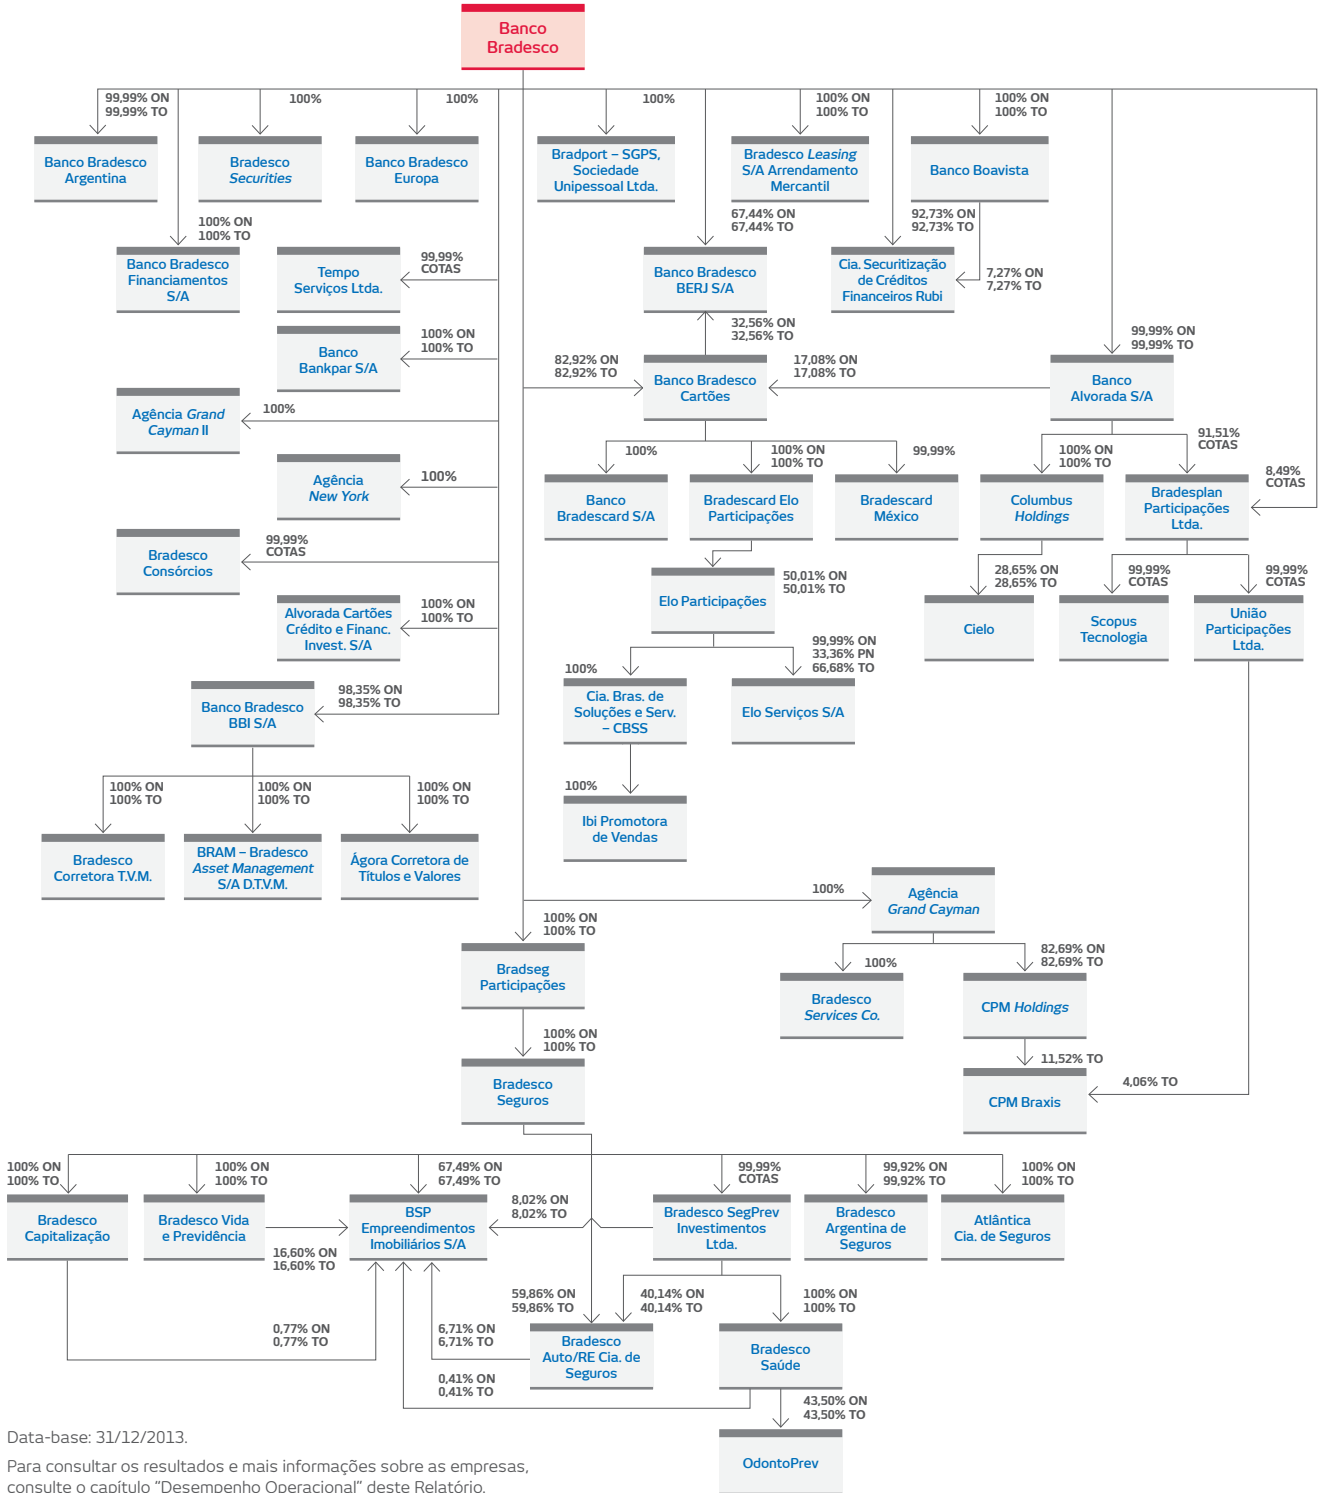 Banco
Bradesco
99,99% ON
99,99% TO
100%
100%
100%
100% ON
100% TO
100% ON
100% TO
Banco Bradesco
Argentina
Bradesco
Securities
Banco Bradesco
Europa
Bradport – SGPS,
Sociedade
Unipessoal Ltda.
Bradesco Leasing
S/A Arrendamento
Mercantil
Banco Boavista
100% ON
100% TO
67,44% ON
67,44% TO
92,73% ON
92,73% TO
Banco Bradesco
Financiamentos
S/A
Tempo
Serviços Ltda.
99,99%
COTAS
Banco Bradesco
BERJ S/A
Cia. Securitização
de Créditos
Financeiros Rubi
7,27% ON
7,27% TO
Banco
Bankpar S/A
100% ON
100% TO
32,56% ON
32,56% TO
99,99% ON
99,99% TO
82,92% ON
82,92% TO
Banco Bradesco
Cartões
17,08% ON
17,08% TO
Banco
Alvorada S/A
Agência Grand
Cayman II
100%
100%
100% ON
100% TO
99,99%
100% ON
100% TO
91,51%
COTAS
8,49%
COTAS
Agência
New York
100%
Banco
Bradescard S/A
Bradescard Elo
Participações
Bradescard
México
Columbus
Holdings
Bradesplan
Participações
Ltda.
Bradesco
Consórcios
99,99%
COTAS
50,01% ON
50,01% TO
28,65% ON
28,65% TO
99,99%
COTAS
99,99%
COTAS
Elo Participações
Cielo
Scopus
Tecnologia
União
Participações
Ltda.
Alvorada Cartões
Crédito e Financ.
Invest. S/A
100% ON
100% TO
100%
99,99% ON
33,36% PN
66,68% TO
Banco Bradesco
BBI S/A
98,35% ON
98,35% TO
Cia. Bras. de
Soluções e Serv.
– CBSS
Elo Serviços S/A
100% ON
100% TO
100% ON
100% TO
100% ON
100% TO
100%
Ibi Promotora
de Vendas
Bradesco
Corretora T.V.M.
BRAM – Bradesco
Asset Management
S/A D.T.V.M.
Ágora Corretora de
Títulos e Valores
100%
Agência
Grand Cayman
100% ON
100% TO
Bradseg
Participações
100%
82,69% ON
82,69% TO
Bradesco
Services Co.
CPM Holdings
100% ON
100% TO
11,52% TO
Bradesco
Seguros
CPM Braxis
4,06% TO
100% ON
100% TO
100% ON
100% TO
67,49% ON
67,49% TO
99,99%
COTAS
99,92% ON
99,92% TO
100% ON
100% TO
Bradesco
Capitalização
Bradesco Vida
e Previdência
BSP
Empreendimentos
Imobiliários S/A
8,02% ON
8,02% TO
Bradesco SegPrev
Investimentos
Ltda.
Bradesco
Argentina de
Seguros
Atlântica
Cia. de Seguros
16,60% ON
16,60% TO
59,86% ON
59,86% TO
40,14% ON
40,14% TO
100% ON
100% TO
0,77% ON
0,77% TO
6,71% ON
6,71% TO
Bradesco
Auto/RE Cia. de
Seguros
Bradesco
Saúde
0,41% ON
0,41% TO
43,50% ON
43,50% TO
OdontoPrev
Data-base: 31/12/2013.
Para consultar os resultados e mais informações sobre as empresas,
consulte o capítulo “Desempenho Operacional” deste Relatório.